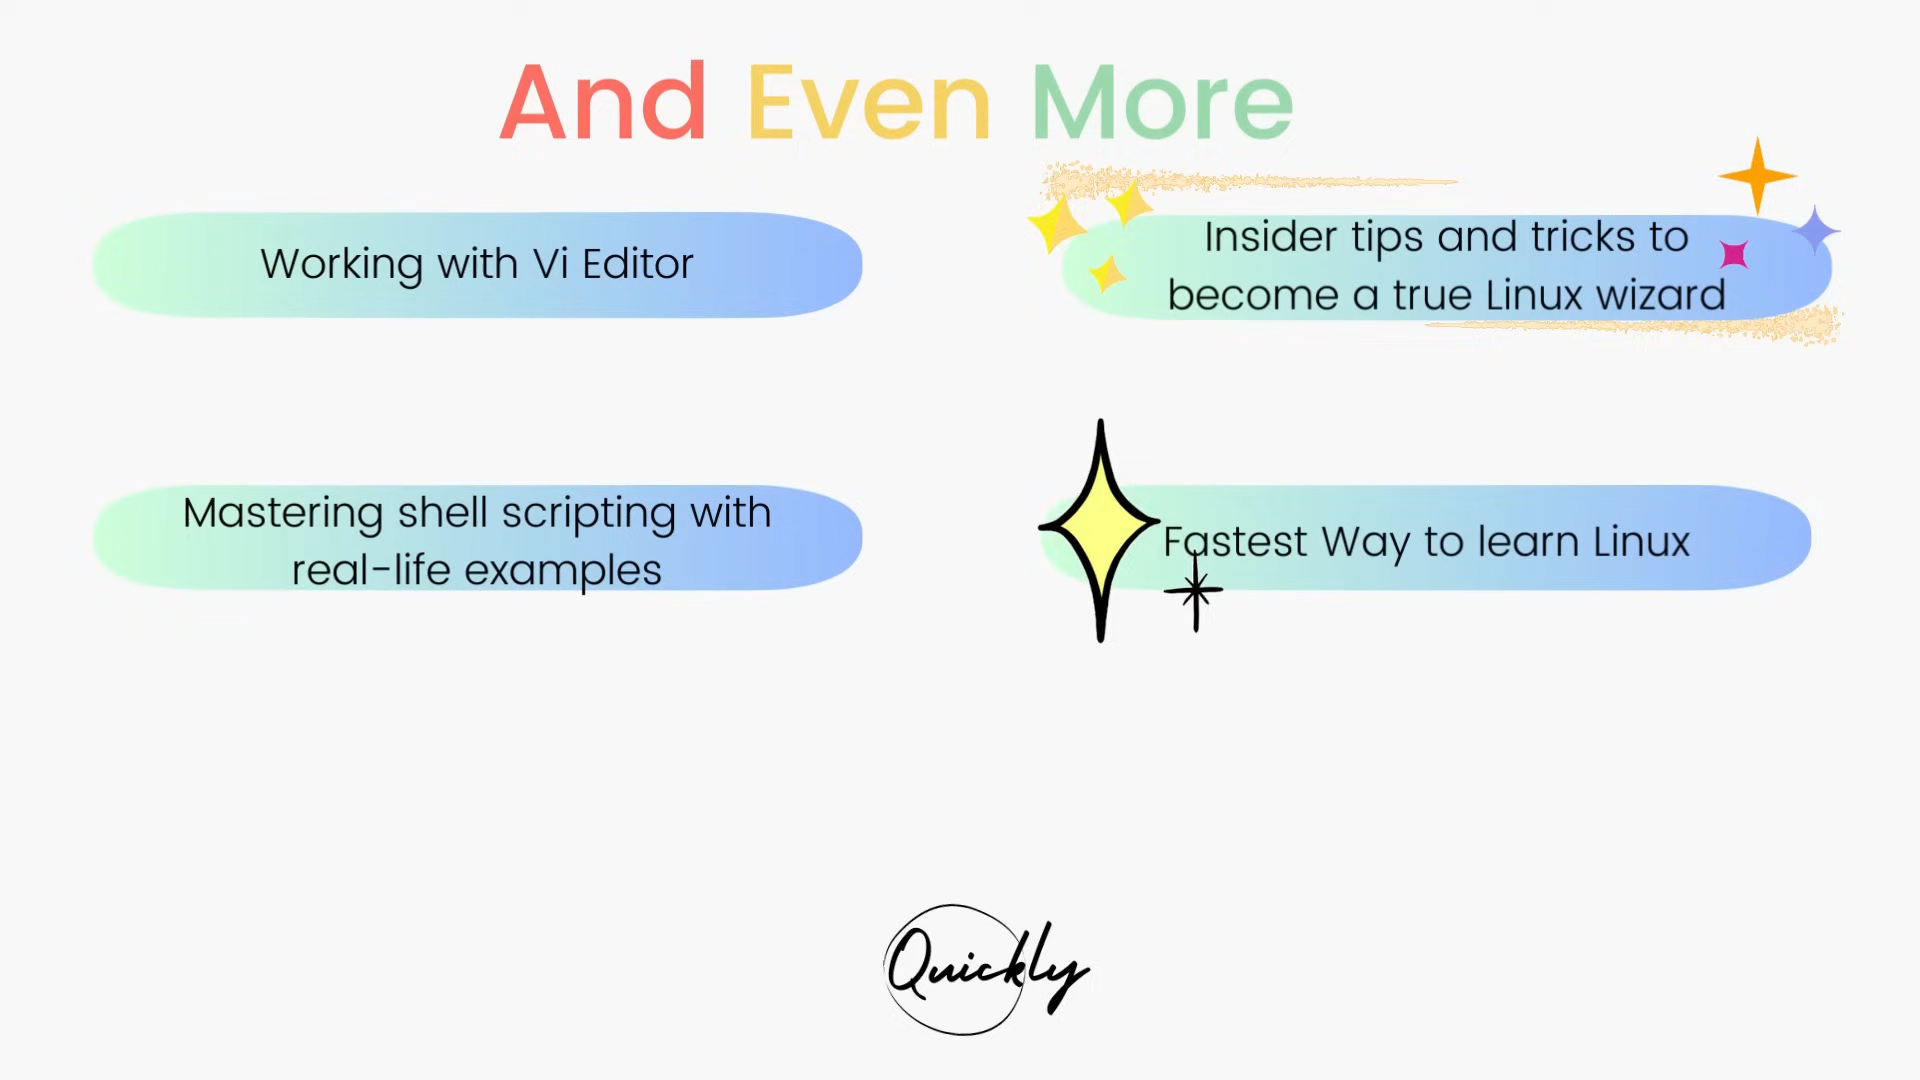 And Even More
Working with Vi Editor
Insider tips and tricks to
become a true Linux wizard
Mastering shell scripting with
real-life examples
Fastest Way to learn Linux
Quickly